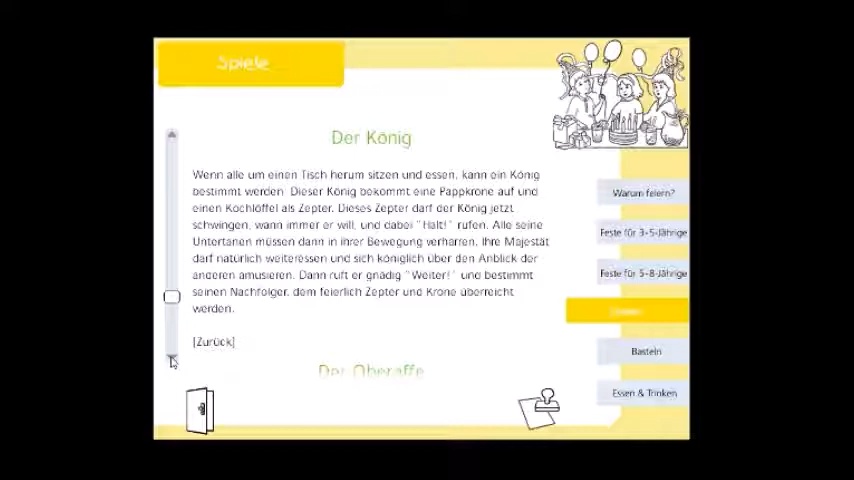 Spiele
Der König
Wenn alle um einen Tisch herum sitzen und essen, kann ein König
bestimmt werden. Dieser König bekommt eine Pappkrone auf und
einen Kochlöffel als Zepter. Dieses Zepter darf der König jetzt
schwingen, wann immer er will, und dabei "Halt!" rufen. Alle seine
Untertanen müssen dann in ihrer Bewegung verharren. Ihre Majestät
darf natürlich weiteressen und sich königlich über den Anblick der
anderen amüsieren. Dann ruft er gnädig "Weiter!" und bestimmt
seinen Nachfolger, dem feierlich Zepter und Krone überreicht
werden.
[Zurück]
Der Oberaffe
Warum feiern?
Feste für 3-5-Jährige
Feste für 5-8-Jährige
Basteln
Essen & Trinken